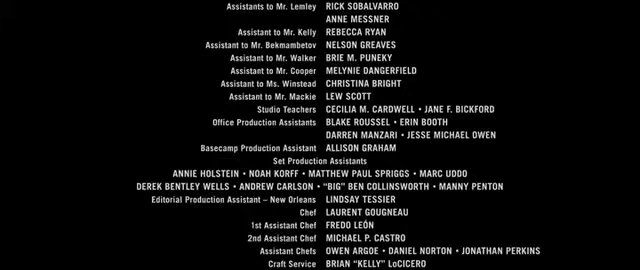 Assistants to Mr. Lemley RICK SOBALVARRO
ANNE MESSNER
Assistant to Mr. Kelly REBECCA RYAN
Assistant to Mr. Bekmambetov NELSON GREAVES
Assistant to Mr. Walker BRIE M. PUNEKY
Assistant to Mr. Cooper MELYNIE DANGERFIELD
Assistant to Ms. Winstead CHRISTINA BRIGHT
Assistant to Mr. Mackie LEW SCOTT
Studio Teachers CECILIA M. CARDWELL • JANE F. BICKFORD
Office Production Assistants BLAKE ROUSSEL • ERIN BOOTH
DARREN MANZARI • JESSE MICHAEL OWEN
Basecamp Production Assistant ALLISON GRAHAM
Set Production Assistants
ANNIE HOLSTEIN • NOAH KORFF • MATTHEW PAUL SPRIGGS • MARC UDDO
DEREK BENTLEY WELLS • ANDREW CARLSON • “BIG” BEN COLLINSWORTH • MANNY PENTON
Editorial Production Assistant – New Orleans LINDSAY TESSIER
Chef LAURENT GOUGNEAU
1st Assistant Chef FREDO LEÓN
2nd Assistant Chef MICHAEL P. CASTRO
Assistant Chefs OWEN ARGOE • DANIEL NORTON • JONATHAN PERKINS
Craft Service BRIAN “KELLY” LoCICERO